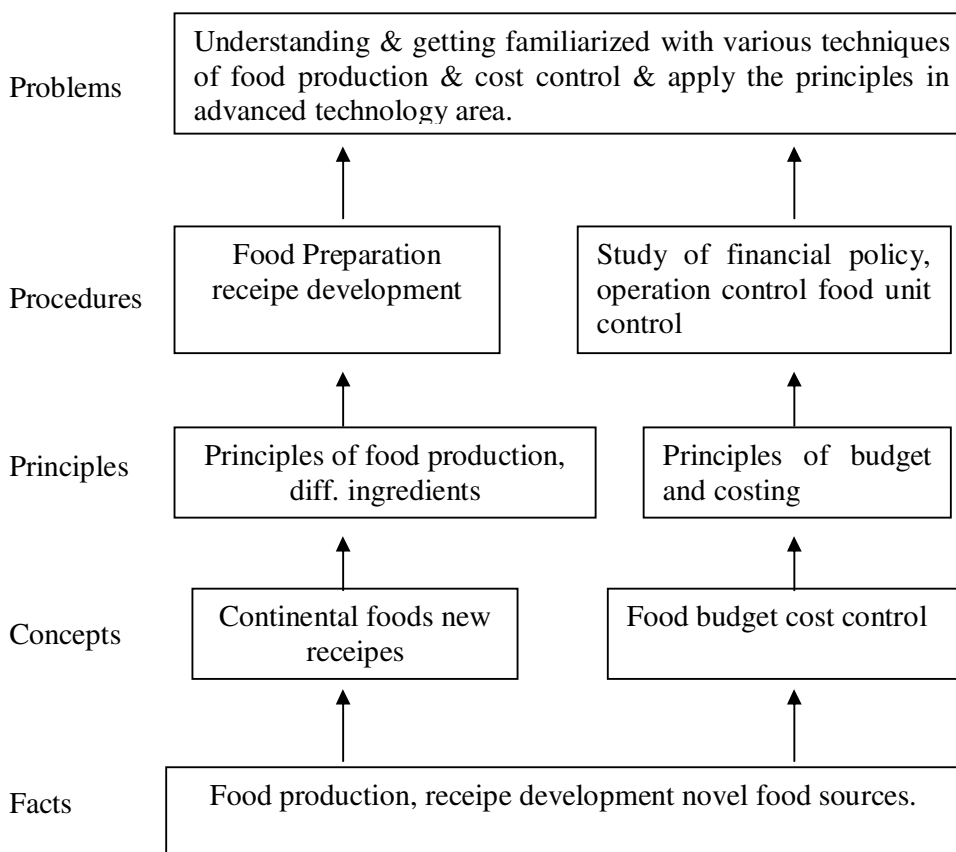 Problems
Understanding & getting familiarized with various techniques
of food production & cost control & apply the principles in
advanced technology area.
Procedures
Food Preparation
receipe development
Study of financial policy,
operation control food unit
control
Principles
Principles of food production,
diff. ingredients
Principles of budget
and costing
Concepts
Continental foods new
receipes
Food budget cost control
Facts
Food production, receipe development novel food sources.